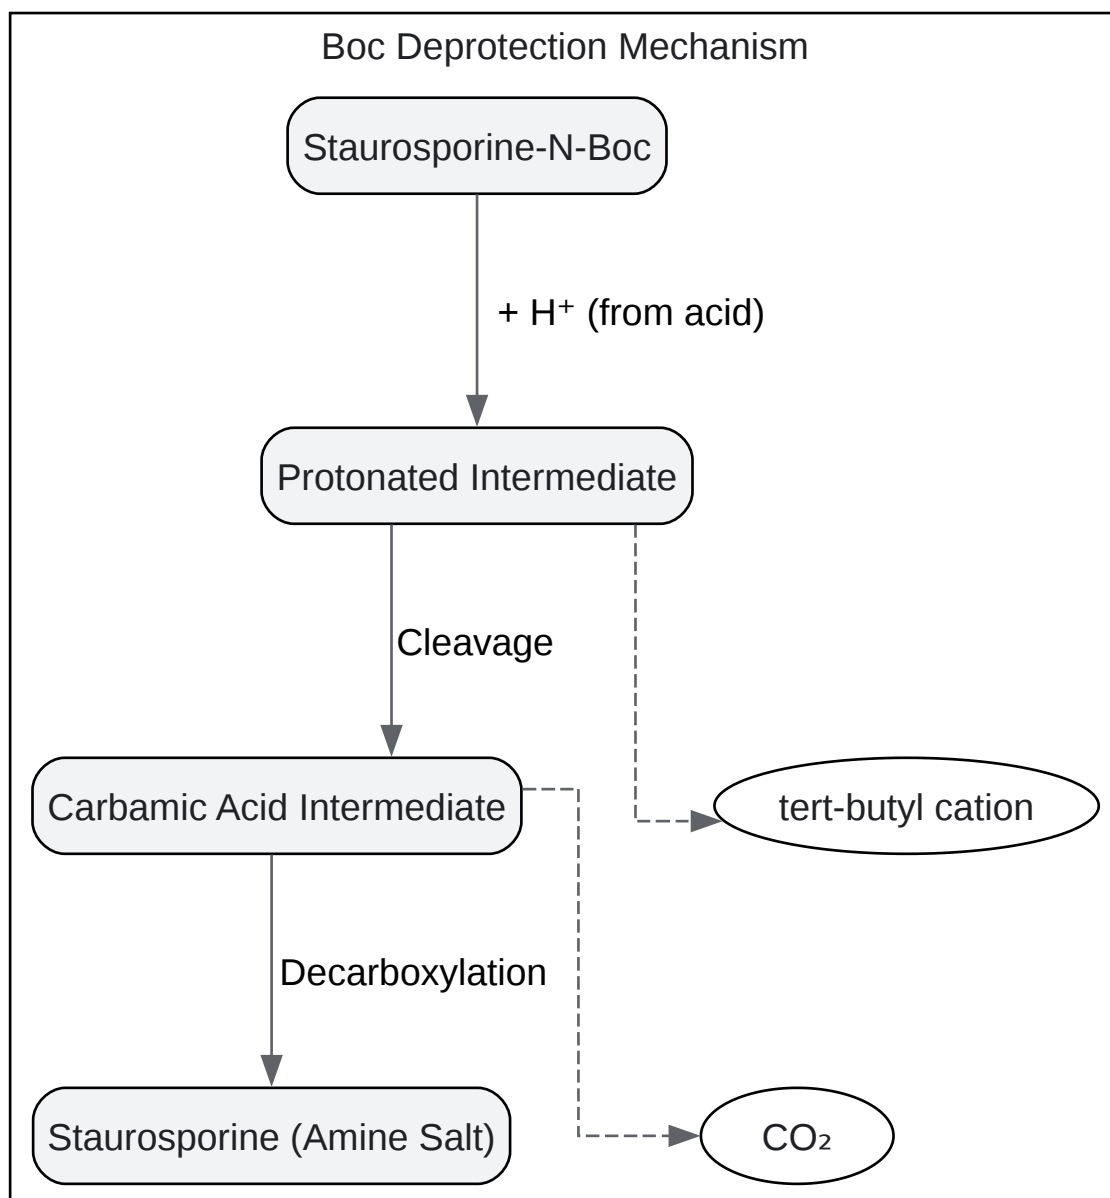 Boc Deprotection Mechanism
Staurosporine-N-Boc
+ H⁺ (from acid)
Protonated Intermediate
Cleavage
Carbamic Acid Intermediate
tert-butyl cation
Decarboxylation
Staurosporine (Amine Salt)
CO₂